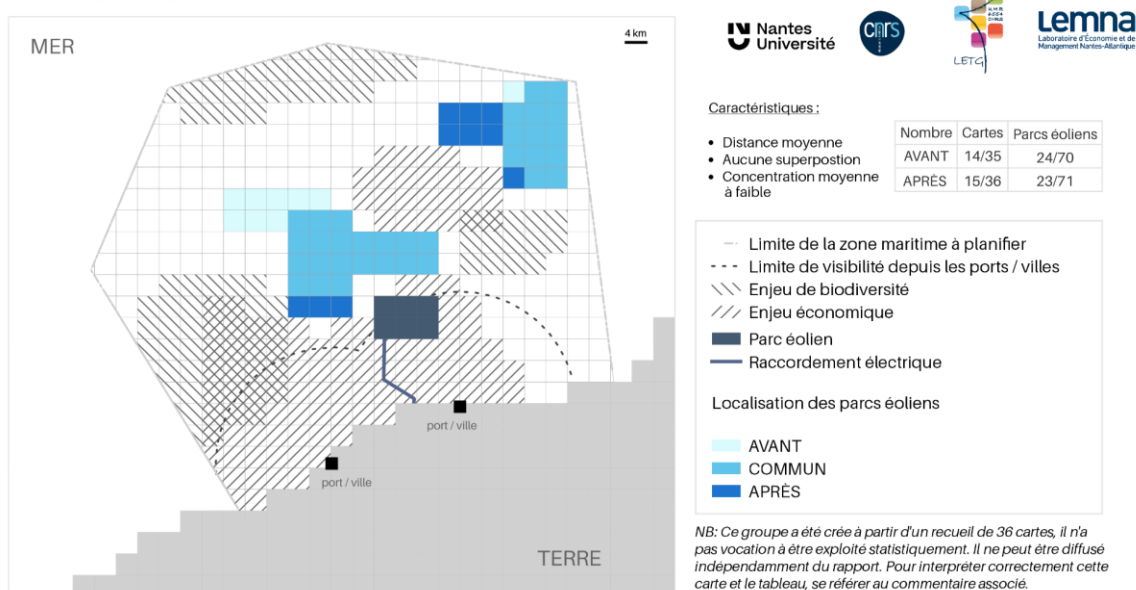 MER
4 km
Nantes
Université
cnrs
LETG
Lemna
Laboratoire d'Économie et de
Management Nantes-Atlantique
Caractéristiques :
• Distance moyenne
• Aucune superpostion
• Concentration moyenne
à faible
Nombre Cartes Parcs éoliens
AVANT 14/35 24/70
APRÈS 15/36 23/71
Limite de la zone maritime à planifier
Limite de visibilité depuis les ports / villes
Enjeu de biodiversité
Enjeu économique
Parc éolien
Raccordement électrique
Localisation des parcs éoliens
AVANT
COMMUN
APRÈS
port / ville
port / ville
TERRE
NB: Ce groupe a été crée à partir d'un recueil de 36 cartes, il n'a
pas vocation à être exploité statistiquement. Il ne peut être diffusé
indépendamment du rapport. Pour interpréter correctement cette
carte et le tableau, se référer au commentaire associé.